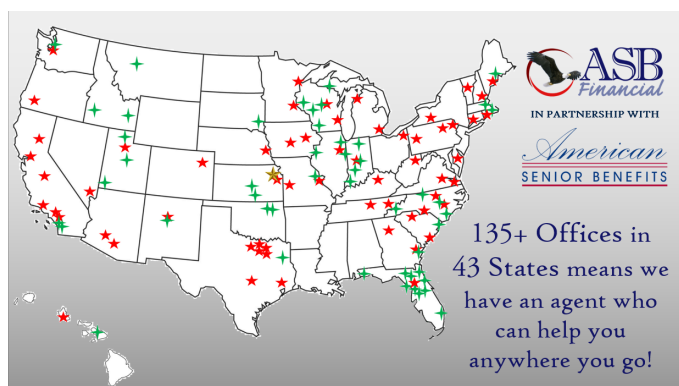 ASB
Financial
IN PARTNERSHIP WITH
American
SENIOR BENEFITS
135+ Offices in
43 States means we
have an agent who
can help you
anywhere you go!